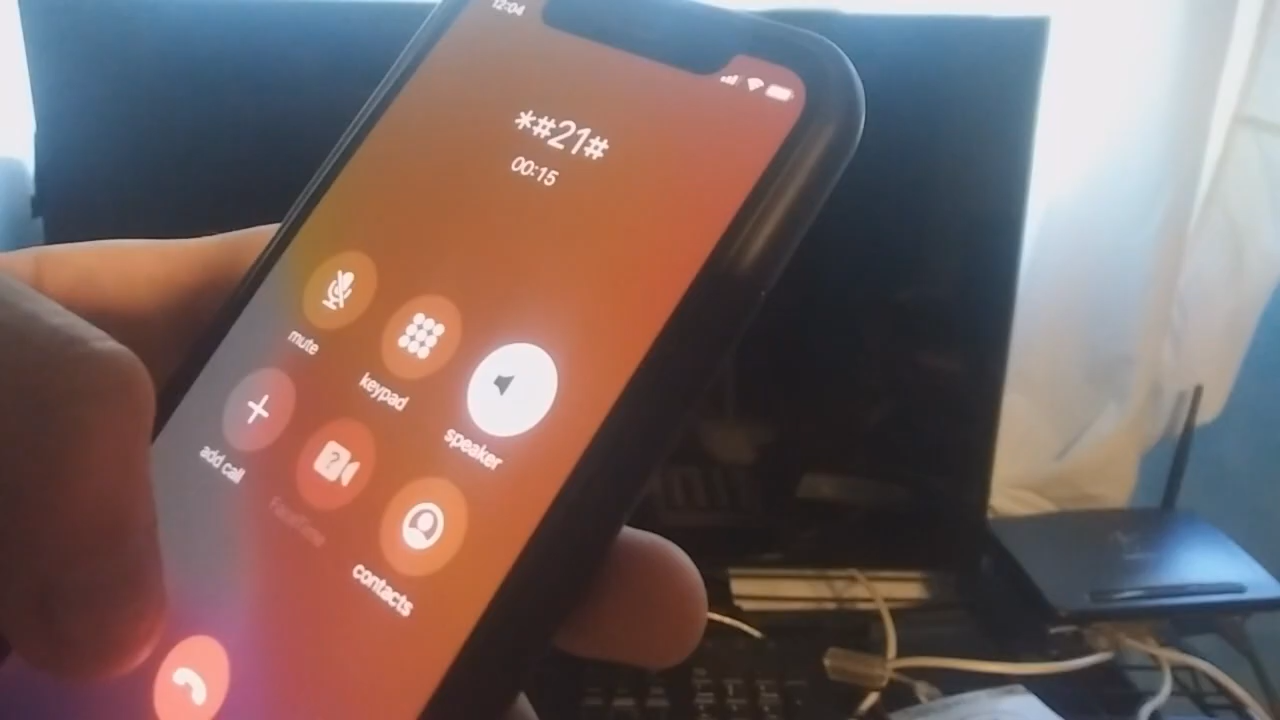 12:04
*#21#
00:15
mute
keypad
speaker
add call
FaceTime
contacts